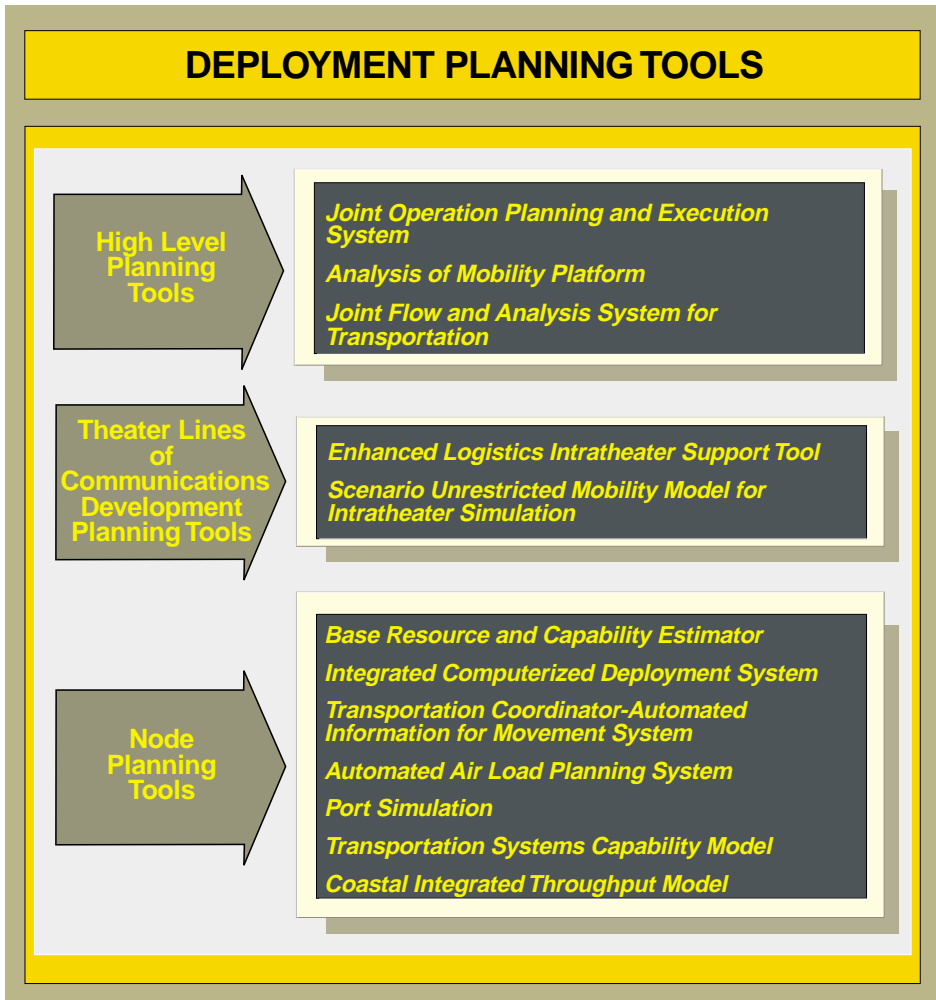 DEPLOYMENT PLANNING TOOLS
High Level
Planning
Tools
Joint Operation Planning and Execution
System
Analysis of Mobility Platform
Joint Flow and Analysis System for
Transportation
Theater Lines
of
Communications
Development
Planning Tools
Enhanced Logistics Intratheater Support Tool
Scenario Unrestricted Mobility Model for
Intratheater Simulation
Node
Planning
Tools
Base Resource and Capability Estimator
Integrated Computerized Deployment System
Transportation Coordinator-Automated
Information for Movement System
Automated Air Load Planning System
Port Simulation
Transportation Systems Capability Model
Coastal Integrated Throughput Model